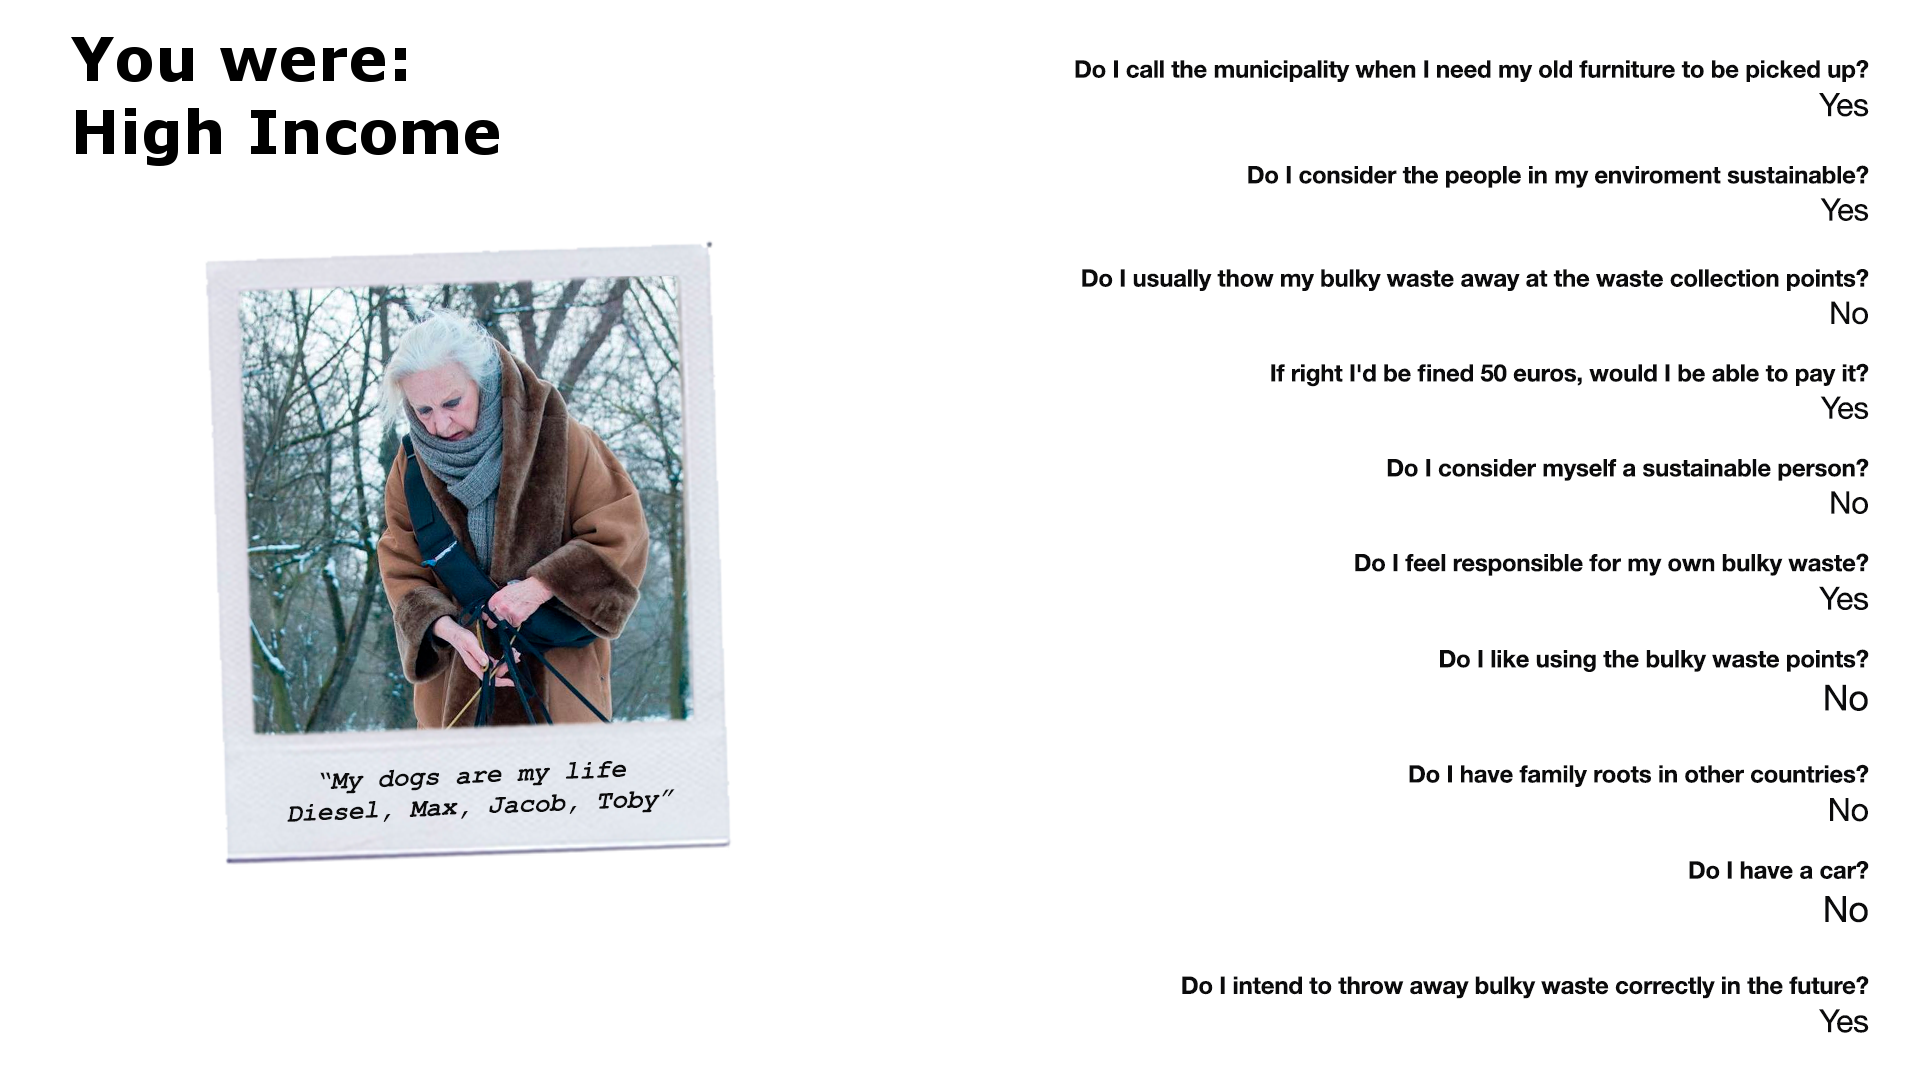 You were:
High Income
“My dogs are my life
Diesel, Max, Jacob, Toby”
Do I call the municipality when I need my old furniture to be picked up?
Yes
Do I consider the people in my enviroment sustainable?
Yes
Do I usually thow my bulky waste away at the waste collection points?
No
If right I'd be fined 50 euros, would I be able to pay it?
Yes
Do I consider myself a sustainable person?
No
Do I feel responsible for my own bulky waste?
Yes
Do I like using the bulky waste points?
No
Do I have family roots in other countries?
No
Do I have a car?
No
Do I intend to throw away bulky waste correctly in the future?
Yes